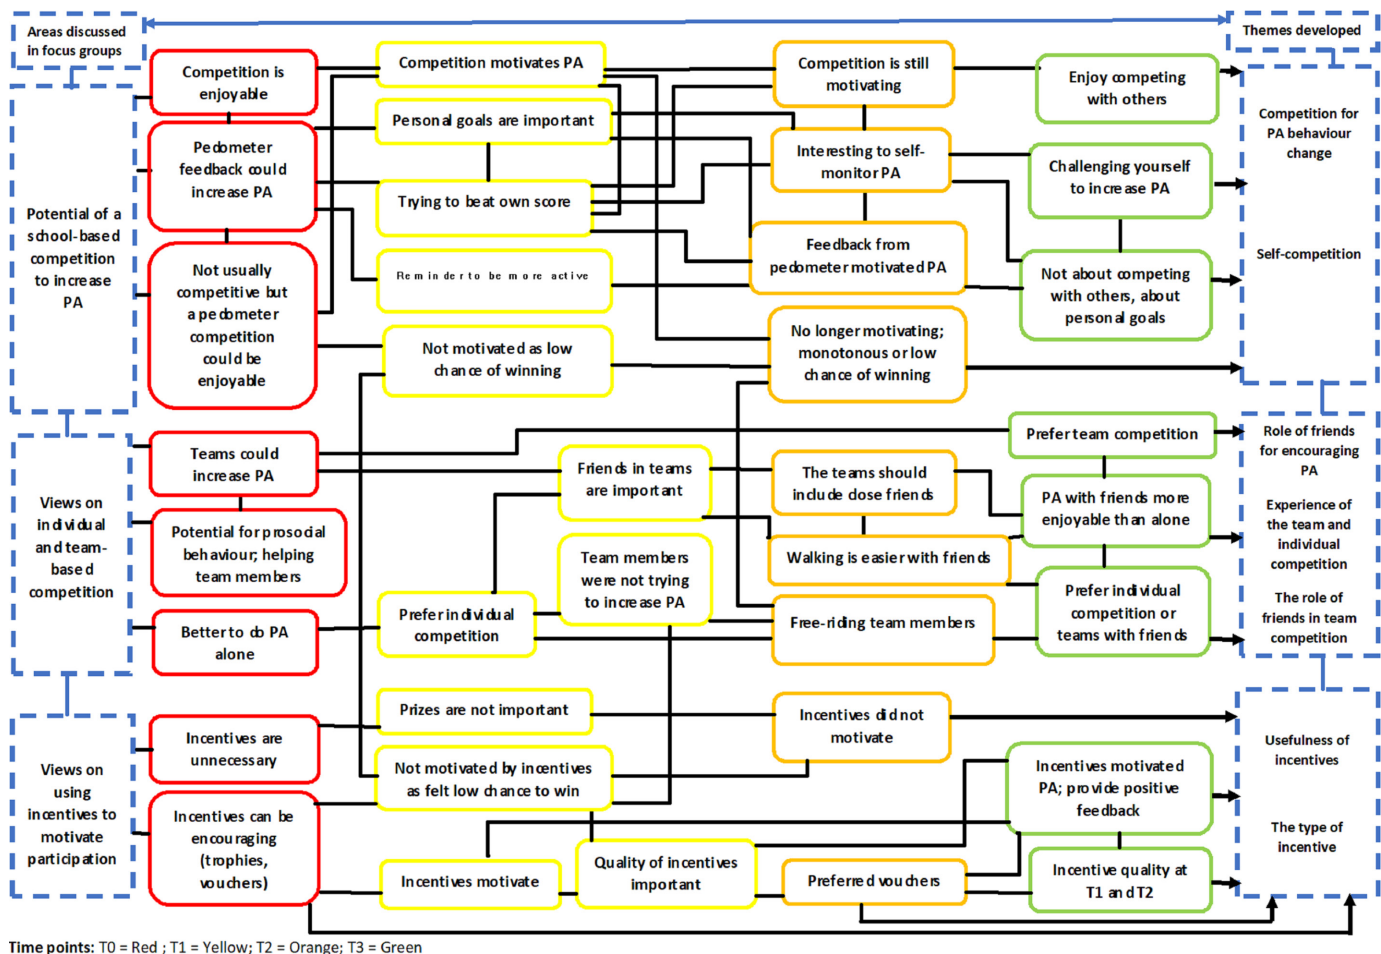 Areas discussed
in focus groups
Themes developed
Potential of a
school-based
competition
to increase
PA
Competition is
enjoyable
Pedometer
feedback could
increase PA
Not usually
competitive but
a pedometer
competition
could be
enjoyable
Competition motivates PA
Personal goals are important
Trying to beat own score
Reminder to be more active
Not motivated as low
chance of winning
Competition is still
motivating
Interesting to self-
monitor PA
Feedback from
pedometer motivated PA
No longer motivating;
monotonous or low
chance of winning
Enjoy competing
with others
Challenging yourself
to increase PA
Not about competing
with others, about
personal goals
Competition for
PA behaviour
change
Self-competition
Views on
individual
and team-
based
competition
Teams could
increase PA
Potential for prosocial
behaviour; helping
team members
Better to do PA
alone
Prefer individual
competition
Friends in teams
are important
Team members
were not trying
to increase PA
The teams should
include close friends
Walking is easier with friends
Free-riding team members
Prefer team competition
PA with friends more
enjoyable than alone
Prefer individual
competition or
teams with friends
Role of friends
for encouraging
PA
Experience of
the team and
individual
competition
The role of
friends in team
competition
Views on
using
incentives to
motivate
participation
Incentives are
unnecessary
Incentives can be
encouraging
(trophies,
vouchers)
Prizes are not important
Not motivated by incentives
as felt low chance to win
Incentives motivate
Quality of incentives
important
Incentives did not
motivate
Preferred vouchers
Incentives motivated
PA; provide positive
feedback
Incentive quality at
T1 and T2
Usefulness of
incentives
The type of
incentive
Time points: T0 = Red ; T1 = Yellow; T2 = Orange; T3 = Green